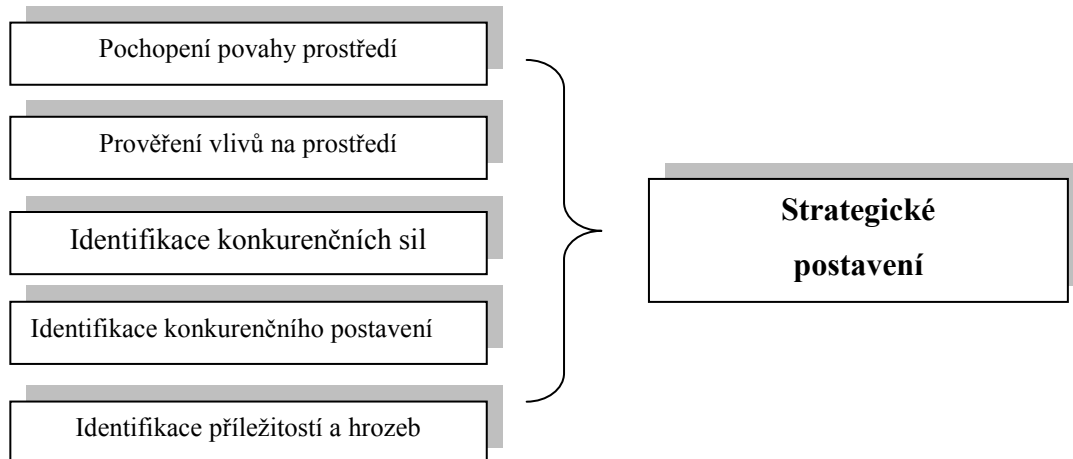 Pochopení povahy prostředí
Prověření vlivů na prostředí
Identifikace konkurenčních sil
Identifikace konkurenčního postavení
Identifikace příležitostí a hrozeb
Strategické
postavení